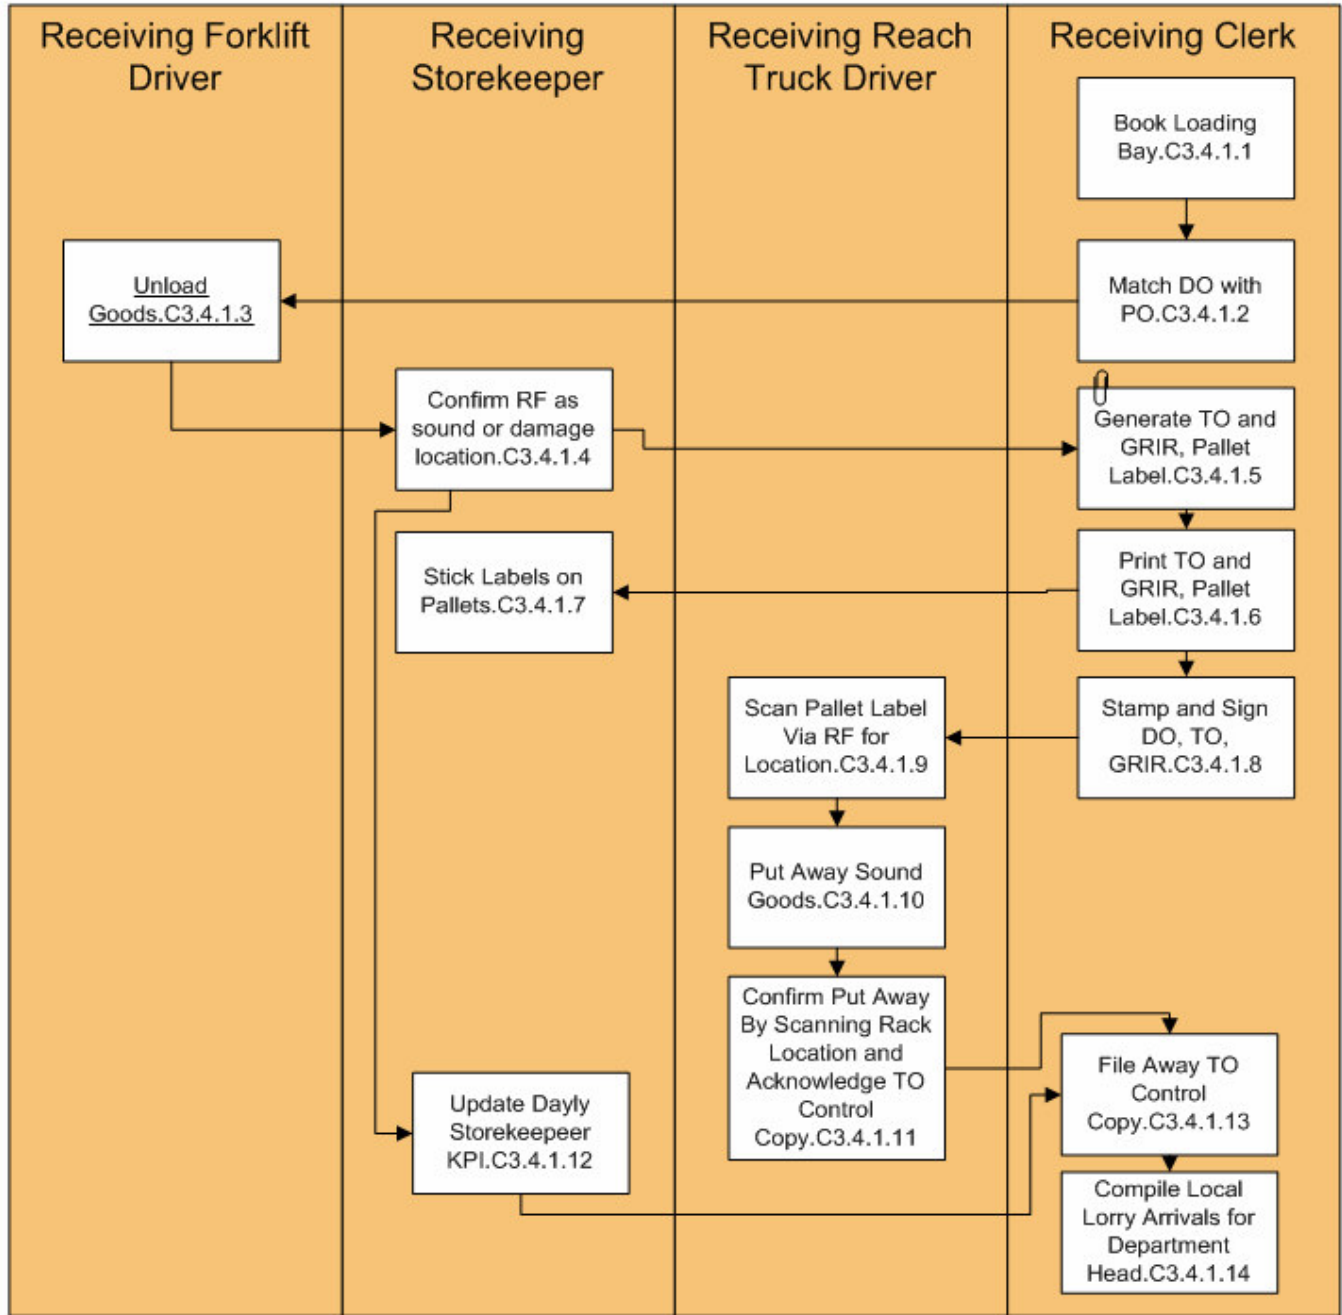 Receiving Forklift
Driver
Receiving
Storekeeper
Receiving Reach
Truck Driver
Receiving Clerk
Book Loading
Bay.C3.4.1.1
Match DO with
PO.C3.4.1.2
Unload
Goods.C3.4.1.3
Confirm RF as
sound or damage
location.C3.4.1.4
Generate TO and
GRIR, Pallet
Label.C3.4.1.5
Print TO and
GRIR, Pallet
Label.C3.4.1.6
Stick Labels on
Pallets.C3.4.1.7
Stamp and Sign
DO, TO,
GRIR.C3.4.1.8
Scan Pallet Label
Via RF for
Location.C3.4.1.9
Put Away Sound
Goods.C3.4.1.10
Confirm Put Away
By Scanning Rack
Location and
Acknowledge TO
Control
Copy.C3.4.1.11
Update Dayly
Storekeepeer
KPI.C3.4.1.12
File Away TO
Control
Copy.C3.4.1.13
Compile Local
Lorry Arrivals for
Department
Head.C3.4.1.14